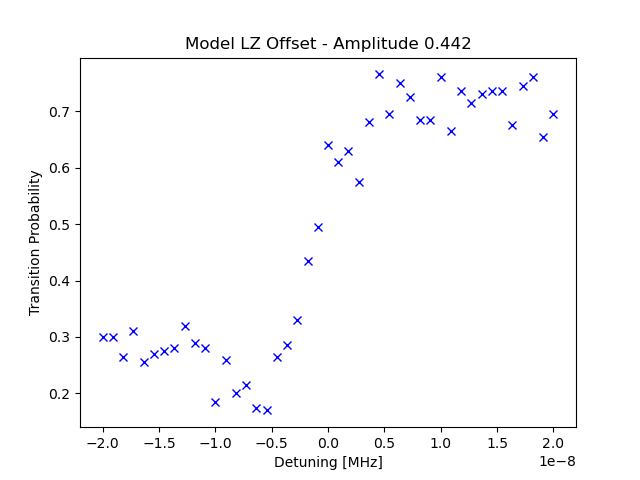 Model LZ Offset - Amplitude 0.442
Transition Probability
0.7
0.6
0.5
0.4
0.3
0.2
−2.0 −1.5 −1.0 −0.5 0.0 0.5 1.0 1.5 2.0
1e−8
Detuning [MHz]